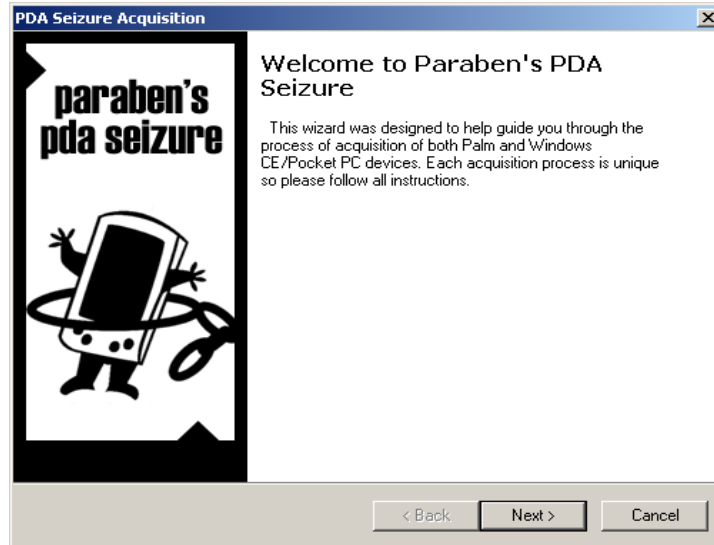 PDA Seizure Acquisition
paraben's
pda seizure
Welcome to Paraben's PDA
Seizure
This wizard was designed to help guide you through the
process of acquisition of both Palm and Windows
CE/Pocket PC devices. Each acquisition process is unique
so please follow all instructions.
< Back
Next >
Cancel